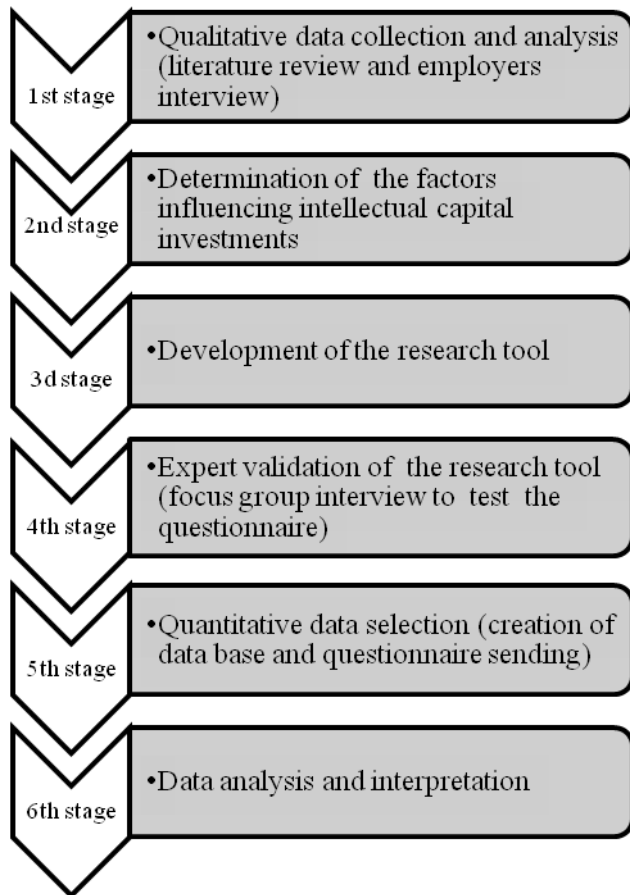 1st stage
•Qualitative data collection and analysis
(literature review and employers
interview)
2nd stage
•Determination of the factors
influencing intellectual capital
investments
3d stage
•Development of the research tool
4th stage
•Expert validation of the research tool
(focus group interview to test the
questionnaire)
5th stage
•Quantitative data selection (creation of
data base and questionnaire sending)
6th stage
•Data analysis and interpretation